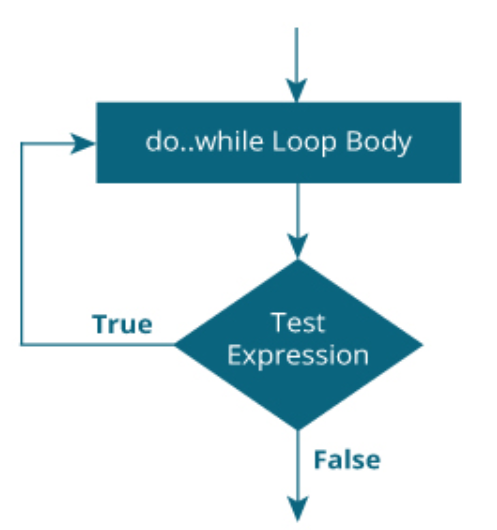 do..while Loop Body
True
Test
Expression
False